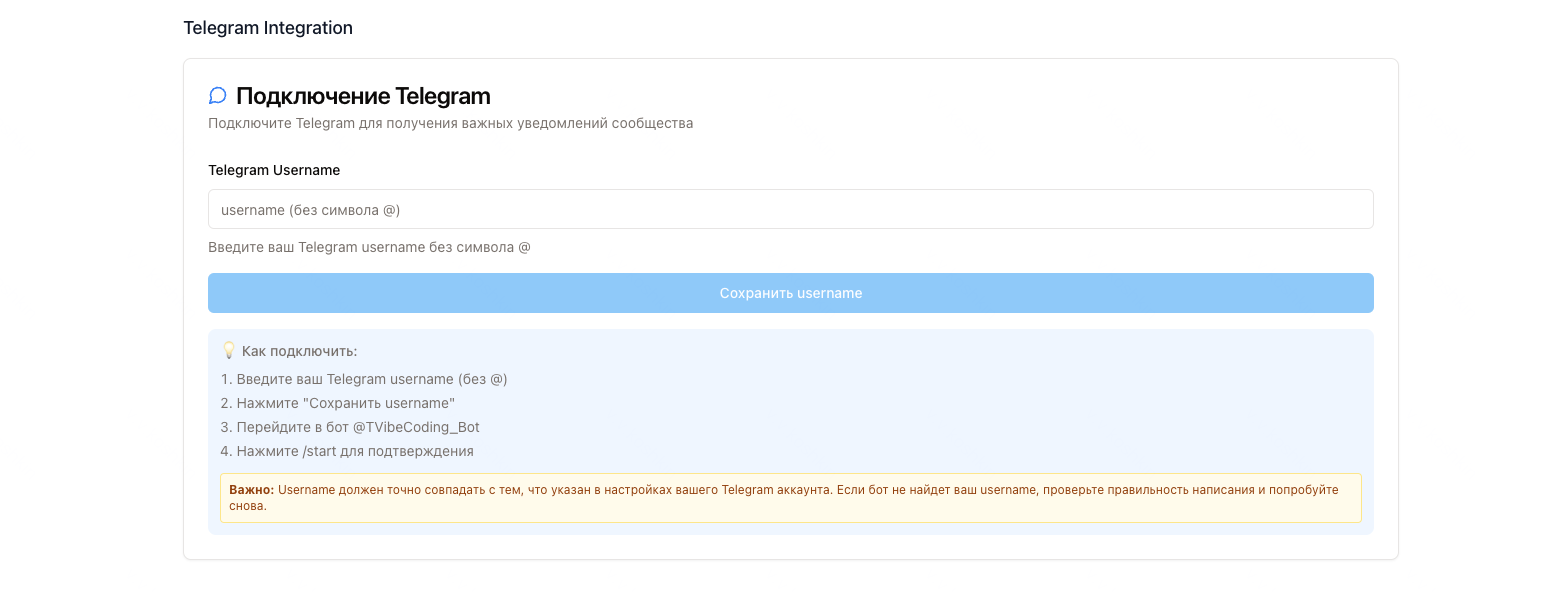 Telegram Integration
Подключение Telegram
Подключите Telegram для получения важных уведомлений сообщества
Telegram Username
username (без символа @)
Введите ваш Telegram username без символа @
Сохранить username
💡 Как подключить:
1. Введите ваш Telegram username (без @)
2. Нажмите "Сохранить username"
3. Перейдите в бот @TVibeCoding_Bot
4. Нажмите /start для подтверждения
Важно: Username должен точно совпадать с тем, что указан в настройках вашего Telegram аккаунта. Если бот не найдет ваш username, проверьте правильность написания и попробуйте
снова.